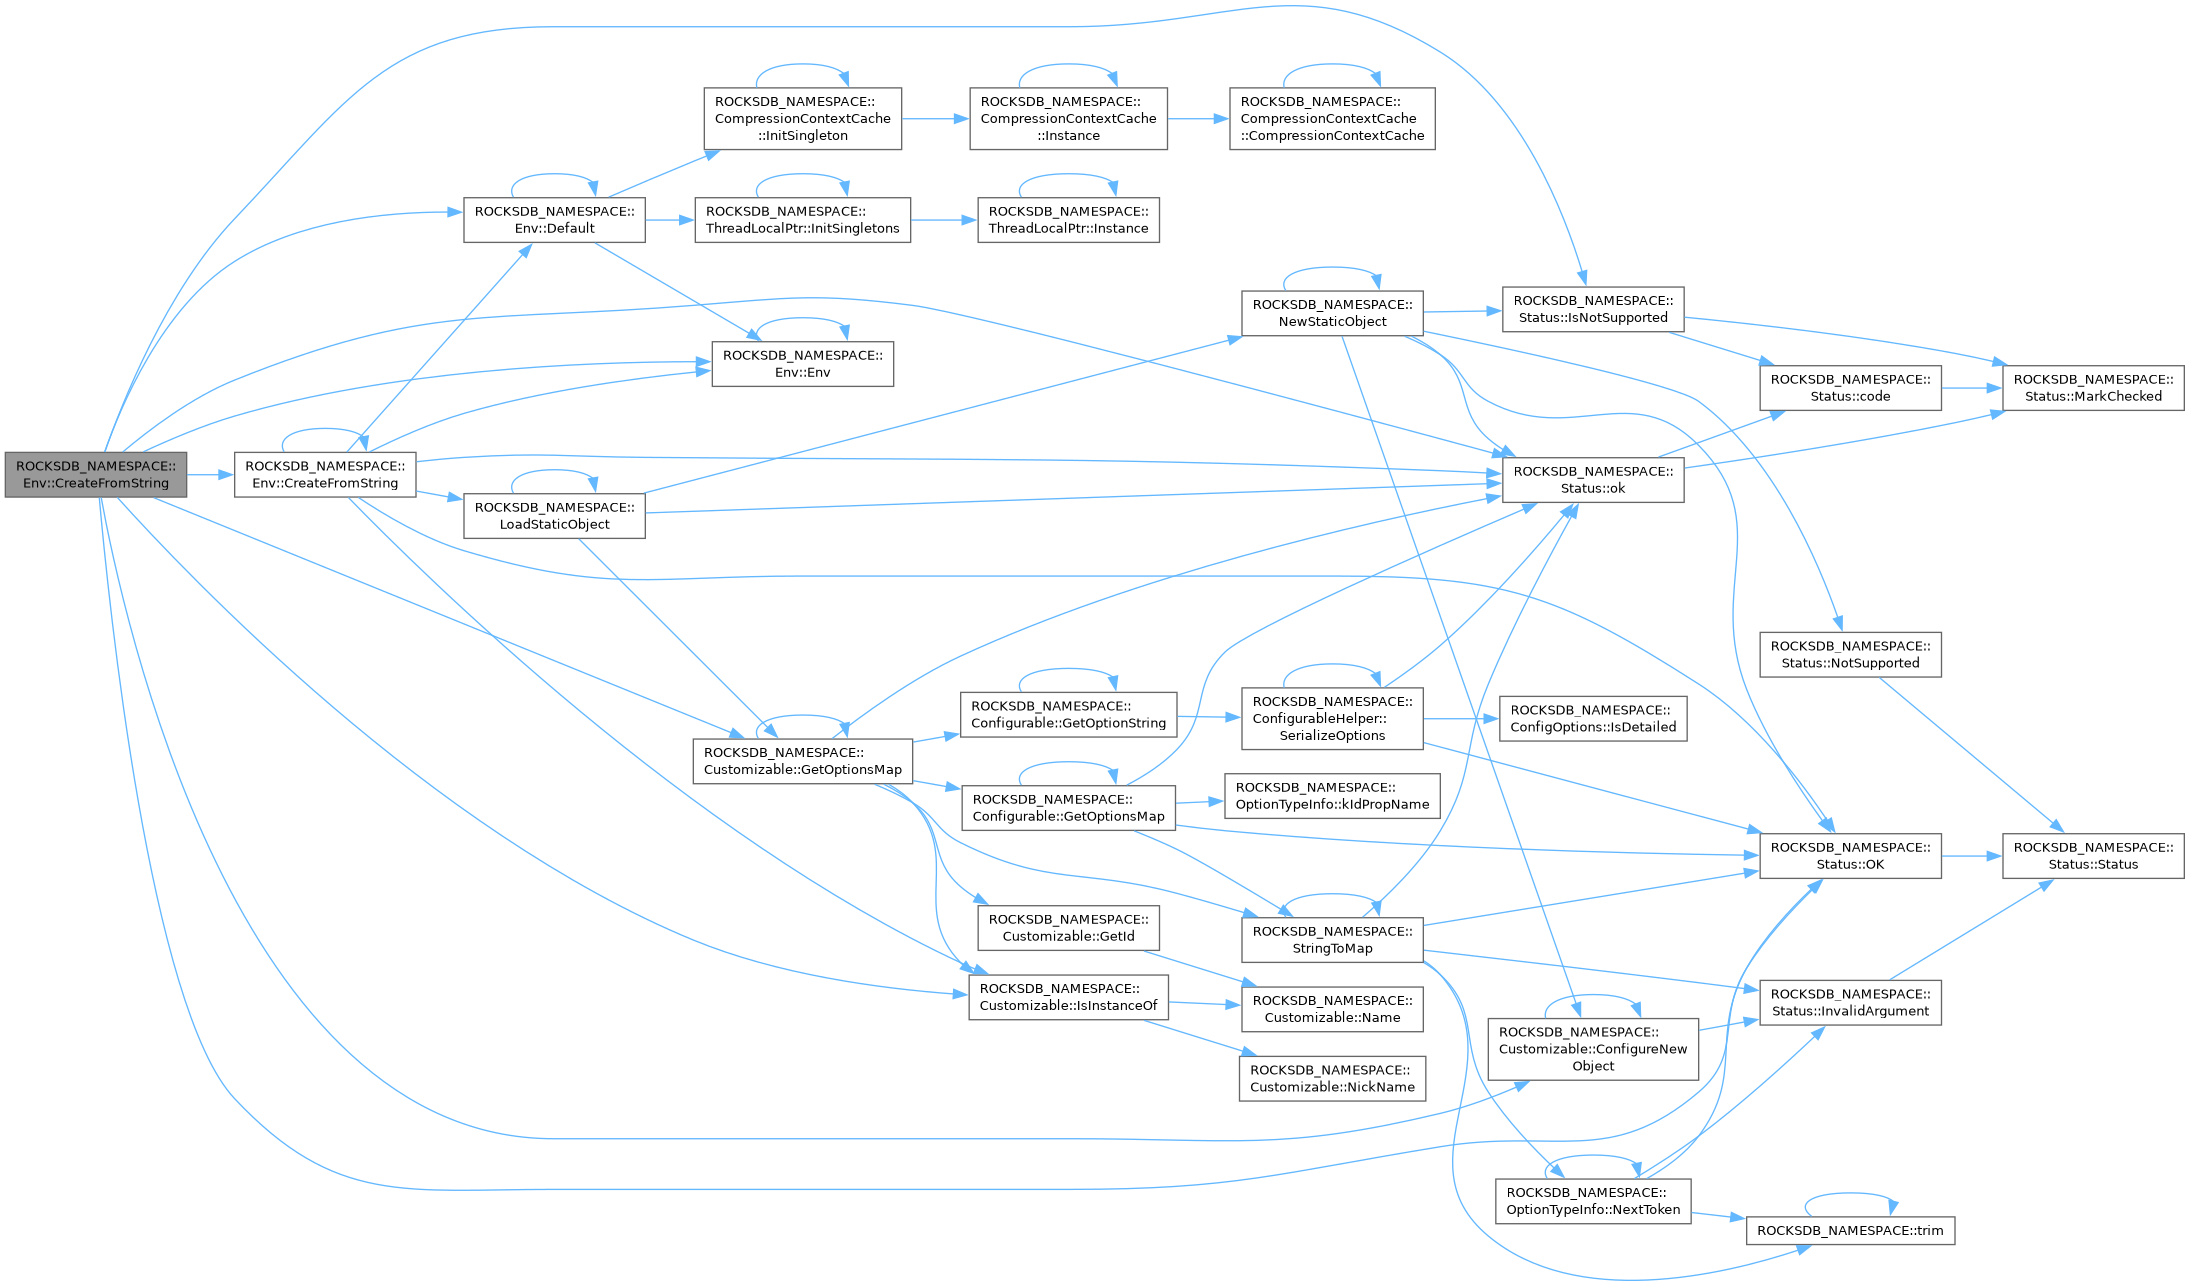 ROCKSDB_NAMESPACE::
Env::CreateFromString
ROCKSDB_NAMESPACE::
Env::CreateFromString
ROCKSDB_NAMESPACE::
Env::Default
ROCKSDB_NAMESPACE::
LoadStaticObject
ROCKSDB_NAMESPACE::
CompressionContextCache
::InitSingleton
ROCKSDB_NAMESPACE::
ThreadLocalPtr::InitSingletons
ROCKSDB_NAMESPACE::
Env::Env
ROCKSDB_NAMESPACE::
Customizable::GetOptionsMap
ROCKSDB_NAMESPACE::
CompressionContextCache
::Instance
ROCKSDB_NAMESPACE::
ThreadLocalPtr::Instance
ROCKSDB_NAMESPACE::
Configurable::GetOptionString
ROCKSDB_NAMESPACE::
Configurable::GetOptionsMap
ROCKSDB_NAMESPACE::
Customizable::GetId
ROCKSDB_NAMESPACE::
Customizable::IsInstanceOf
ROCKSDB_NAMESPACE::
CompressionContextCache
::CompressionContextCache
ROCKSDB_NAMESPACE::
NewStaticObject
ROCKSDB_NAMESPACE::
ConfigurableHelper::
SerializeOptions
ROCKSDB_NAMESPACE::
OptionTypeInfo::kIdPropName
ROCKSDB_NAMESPACE::
StringToMap
ROCKSDB_NAMESPACE::
Customizable::Name
ROCKSDB_NAMESPACE::
Customizable::NickName
ROCKSDB_NAMESPACE::
Status::IsNotSupported
ROCKSDB_NAMESPACE::
Status::ok
ROCKSDB_NAMESPACE::
ConfigOptions::IsDetailed
ROCKSDB_NAMESPACE::
Customizable::ConfigureNew
Object
ROCKSDB_NAMESPACE::
OptionTypeInfo::NextToken
ROCKSDB_NAMESPACE::
Status::code
ROCKSDB_NAMESPACE::
Status::NotSupported
ROCKSDB_NAMESPACE::
Status::OK
ROCKSDB_NAMESPACE::
Status::InvalidArgument
ROCKSDB_NAMESPACE::trim
ROCKSDB_NAMESPACE::
Status::MarkChecked
ROCKSDB_NAMESPACE::
Status::Status